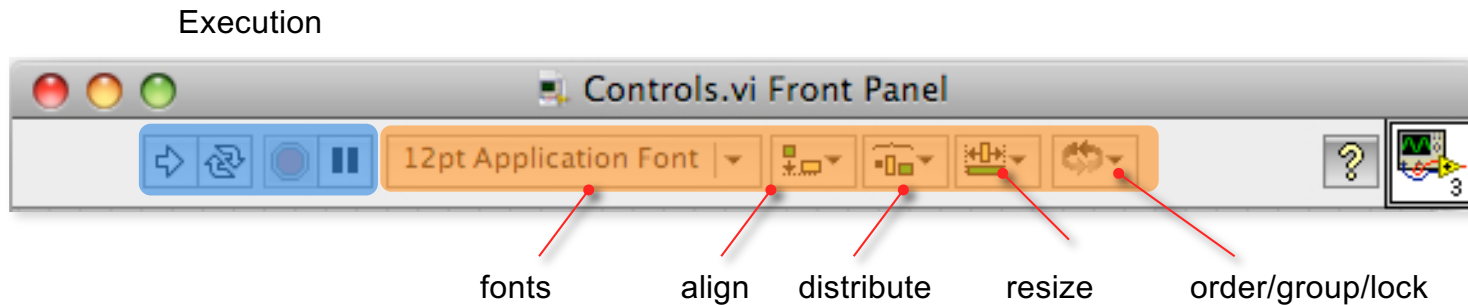 Execution
Controls.vi Front Panel
12pt Application Font
?
3
fonts align distribute resize order/group/lock